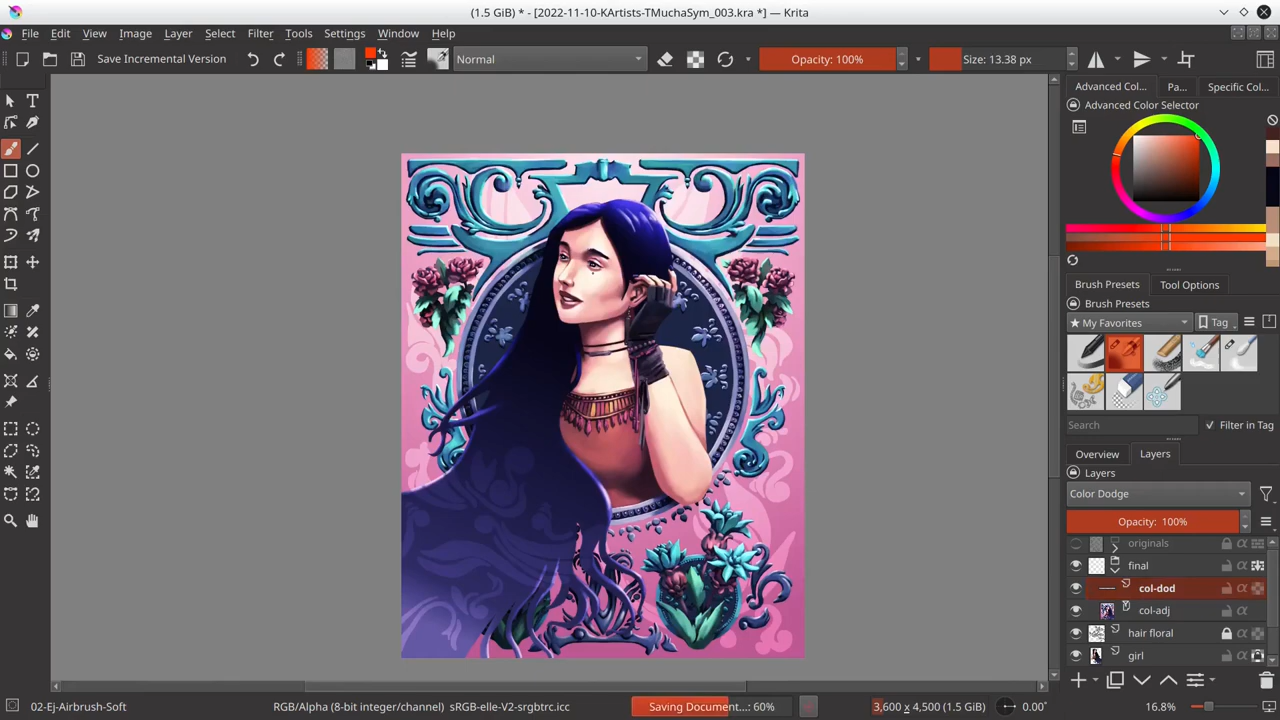 (1.5 GiB) * - [2022-11-10-KArtists-TMuchaSym_003.kra *] — Krita
File Edit View Image Layer Select Filter Tools Settings Window Help
Save Incremental Version Normal Opacity: 100% Size: 13.38 px
Advanced Col... Pa... Specific Col...
Advanced Color Selector
Brush Presets Tool Options
Brush Presets
★ My Favorites Tag
Search Filter in Tag
Overview Layers
Layers
Color Dodge
Opacity: 100%
originals
final
col-dod
col-adj
hair floral
girl
02-Ej-Airbrush-Soft RGB/Alpha (8-bit integer/channel) sRGB-elle-V2-srgbtrc.icc Saving Document...: 60% 3,600 x 4,500 (1.5 GiB) 0.00° 16.8%